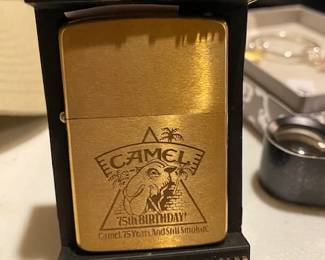 CAMEL
75th BIRTHDAY!
Camel. 75 Years And Still Smokin'.